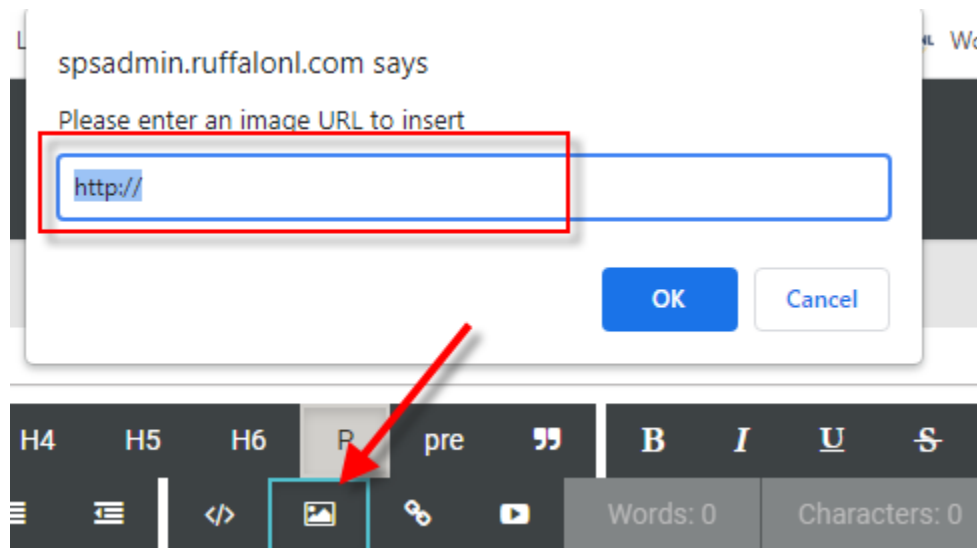 spsadmin.ruffalonl.com says
Please enter an image URL to insert
http://
OK Cancel
H4 H5 H6 pre B I U S
</> Words: 0 Characters: 0